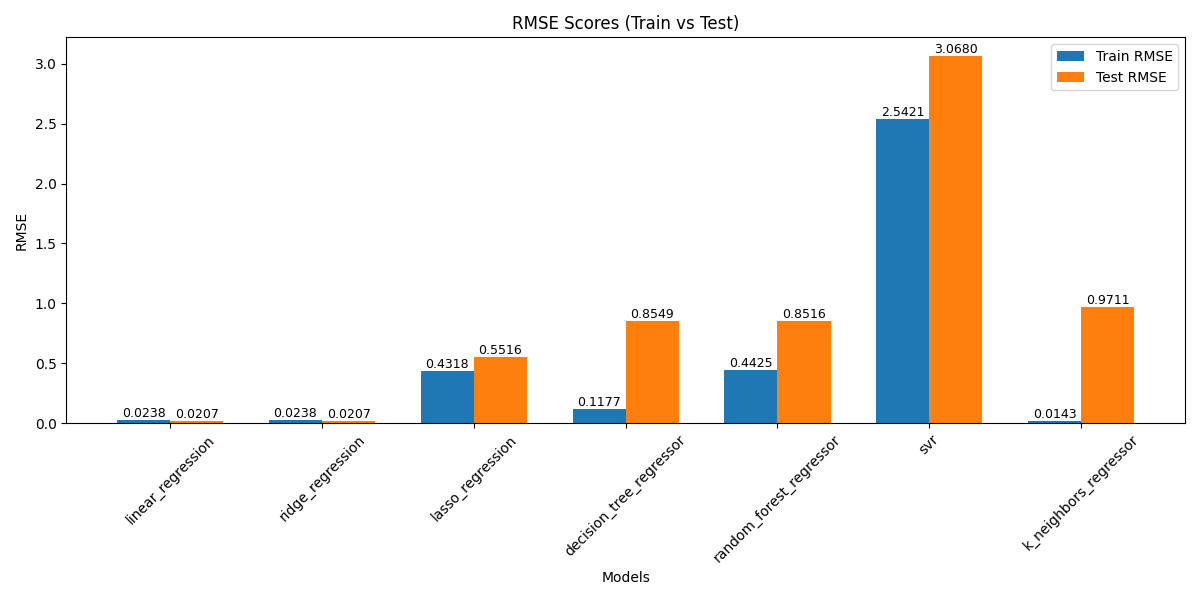 RMSE Scores (Train vs Test)
Train RMSE
Test RMSE
RMSE
3.0
2.5
2.0
1.5
1.0
0.5
0.0
0.0238
0.0207
0.0238
0.0207
0.4318
0.5516
0.1177
0.8549
0.4425
0.8516
2.5421
3.0680
0.0143
0.9711
linear_regression
ridge_regression
lasso_regression
decision_tree_regressor
random_forest_regressor
svr
k_neighbors_regressor
Models